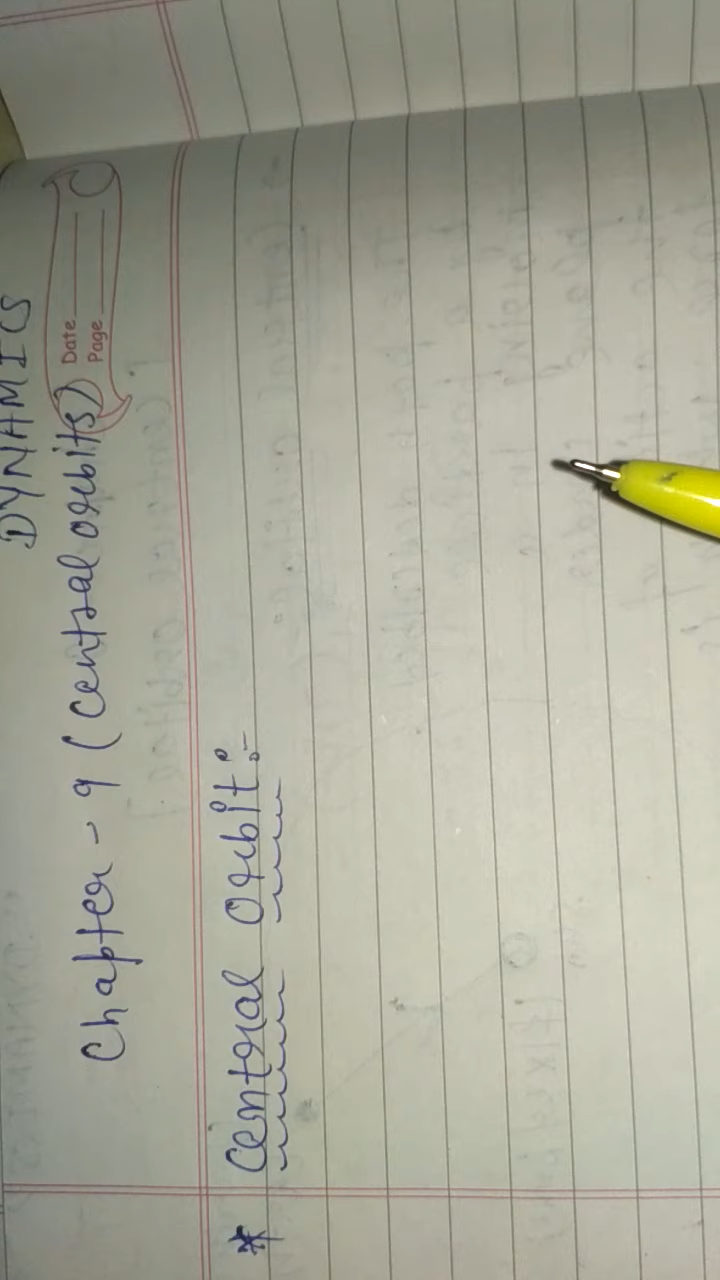 DYNAMICS
Date
Page
Chapter - 9 (Central orbits)
* Central orbit :-